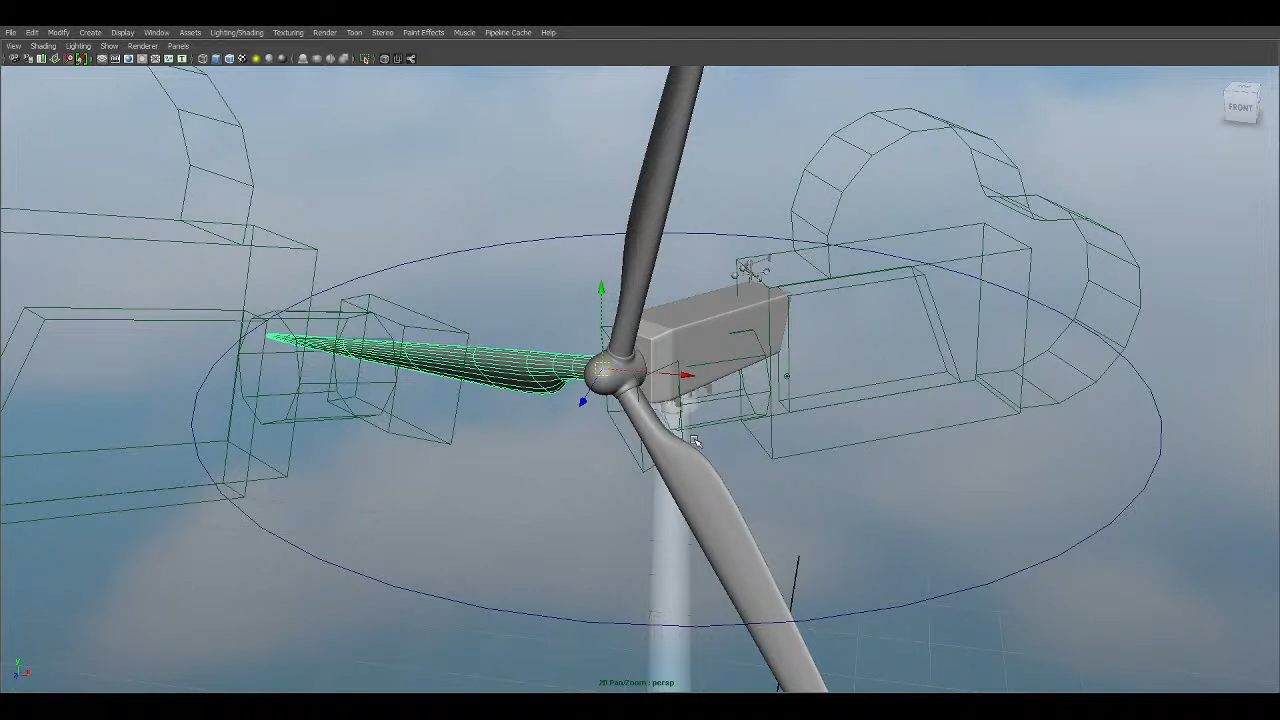 File Edit Modify Create Display Window Assets Lighting/Shading Texturing Render Toon Stereo Paint Effects Muscle Pipeline Cache Help
View Shading Lighting Show Renderer Panels
FRONT
2D Pan/Zoom : persp
y